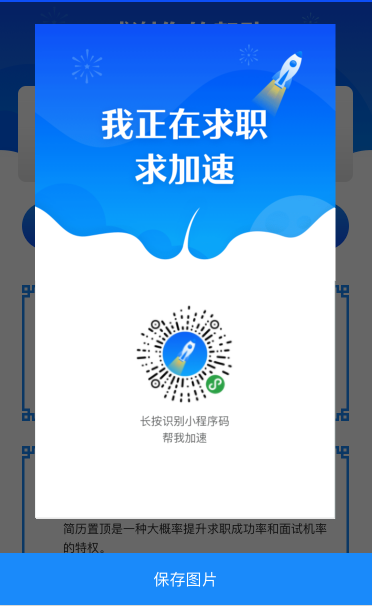 我正在求职
求加速
长按识别小程序码
帮我加速
简历置顶是一种大概率提升求职成功率和面试机率
的特权。
保存图片